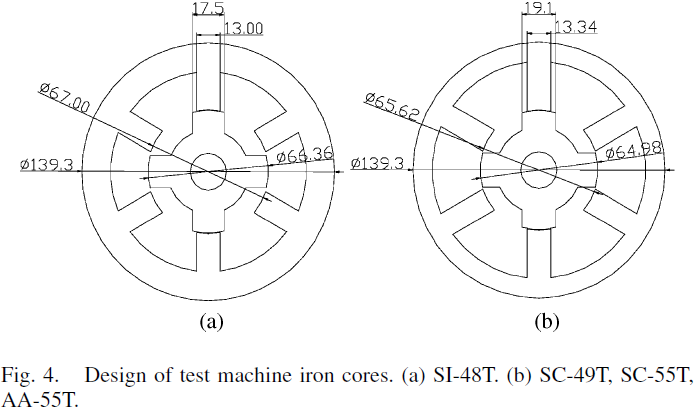 17.5
19.1
13.00
13.34
Ø67.00
Ø65.62
Ø139.3
Ø66.36
Ø139.3
Ø64.98
(a)
(b)
Fig. 4. Design of test machine iron cores. (a) SI-48T. (b) SC-49T, SC-55T,
AA-55T.